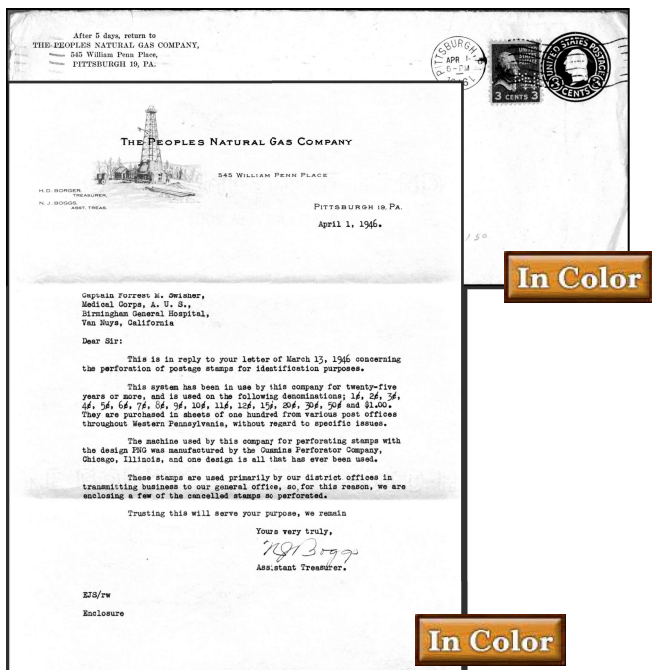 After 5 days, return to
THE PEOPLES NATURAL GAS COMPANY,
545 William Penn Place,
PITTSBURGH 19, PA.
PITTSBURGH
APR 1
6-PM
3 CENTS 3
UNITED STATES POSTAGE
CENTS
THE PEOPLES NATURAL GAS COMPANY
545 WILLIAM PENN PLACE
H. D. BORGER,
TREASURER.
N. J. BOGGS,
ASST. TREAS.
PITTSBURGH 19, PA.
April 1, 1946.
In Color
Captain Forrest M. Swisher,
Medical Corps, A. U. S.,
Birmingham General Hospital,
Van Nuys, California
Dear Sir:
This is in reply to your letter of March 13, 1946 concerning
the perforation of postage stamps for identification purposes.
This system has been in use by this company for twenty-five
years or more, and is used on the following denominations; 1¢, 2¢, 3¢,
4¢, 5¢, 6¢, 7¢, 8¢, 9¢, 10¢, 11¢, 12¢, 15¢, 20¢, 30¢, 50¢ and $1.00.
They are purchased in sheets of one hundred from various post offices
throughout Western Pennsylvania, without regard to specific issues.
The machine used by this company for perforating stamps with
the design PNG was manufactured by the Cummins Perforator Company,
Chicago, Illinois, and one design is all that has ever been used.
These stamps are used primarily by our district offices in
transmitting business to our general office, so, for this reason, we are
enclosing a few of the cancelled stamps so perforated.
Trusting this will serve your purpose, we remain
Yours very truly,
NJ Boggs
Assistant Treasurer.
EJS/rw
Enclosure
In Color